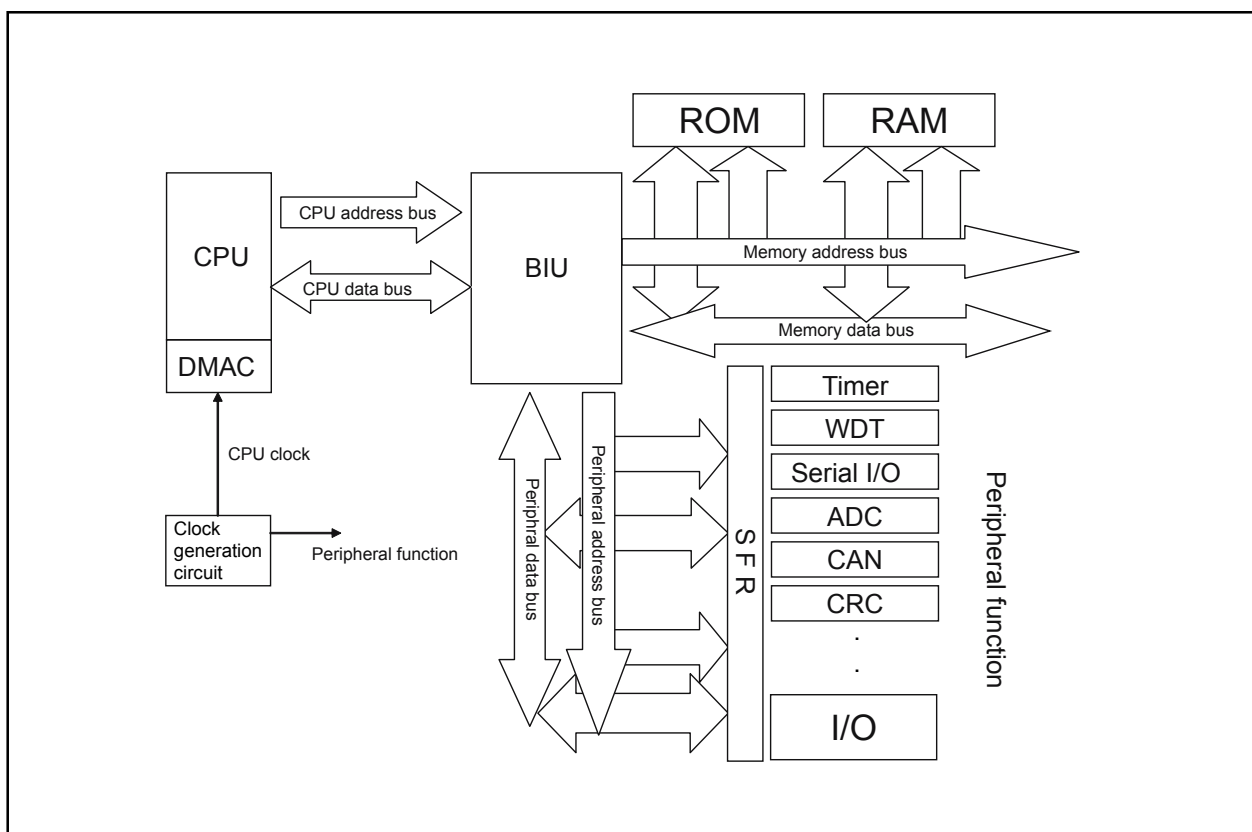 ROM
RAM
CPU
CPU address bus
CPU data bus
BIU
Memory address bus
Memory data bus
DMAC
CPU clock
Clock
generation
circuit
Peripheral function
Periphral data bus
Peripheral address bus
S F R
Timer
WDT
Serial I/O
ADC
CAN
CRC
.
.
I/O
Peripheral function